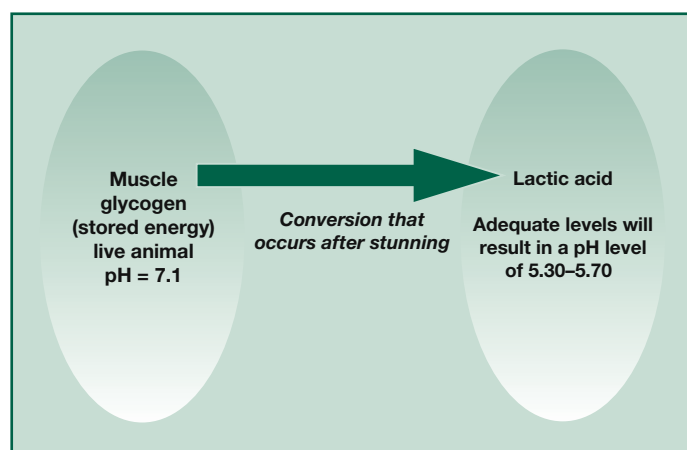 Muscle
glycogen
(stored energy)
live animal
pH = 7.1
Conversion that
occurs after stunning
Lactic acid
Adequate levels will
result in a pH level
of 5.30–5.70